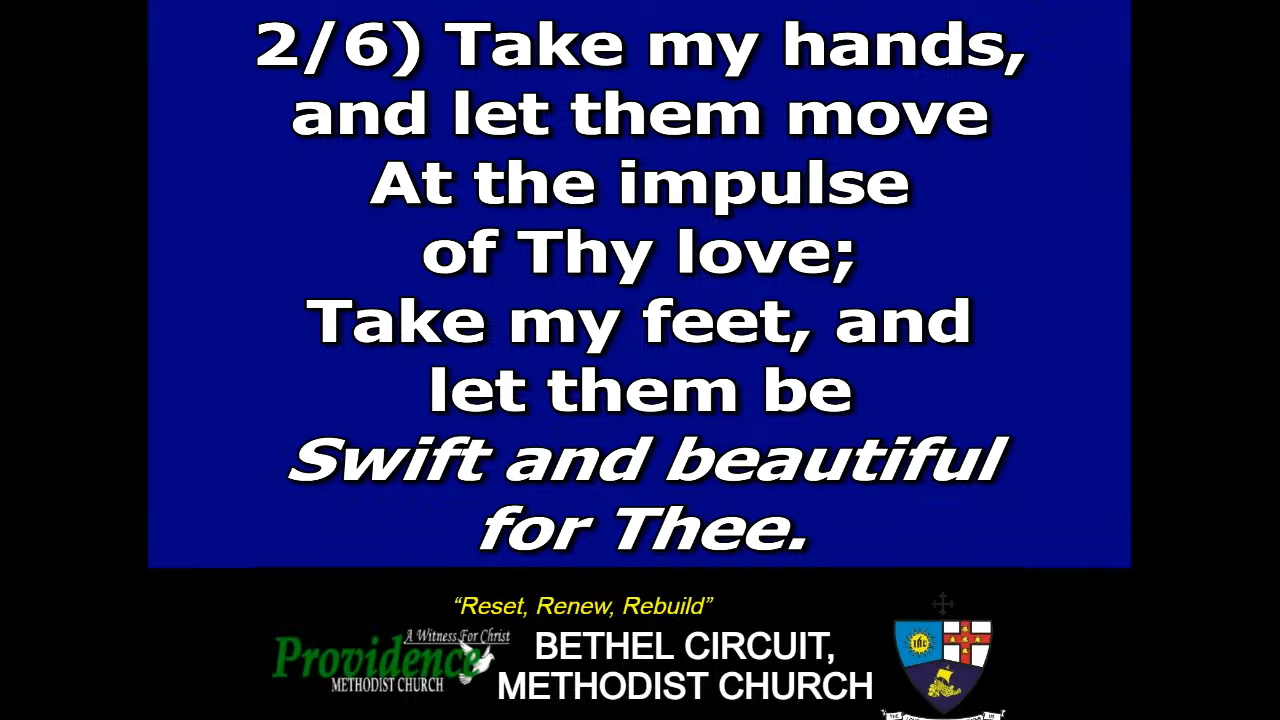 2/6) Take my hands,
and let them move
At the impulse
of Thy love;
Take my feet, and
let them be
Swift and beautiful
for Thee.
“Reset, Renew, Rebuild”
A Witness For Christ
Providence
METHODIST CHURCH
BETHEL CIRCUIT,
METHODIST CHURCH
IHC
THE